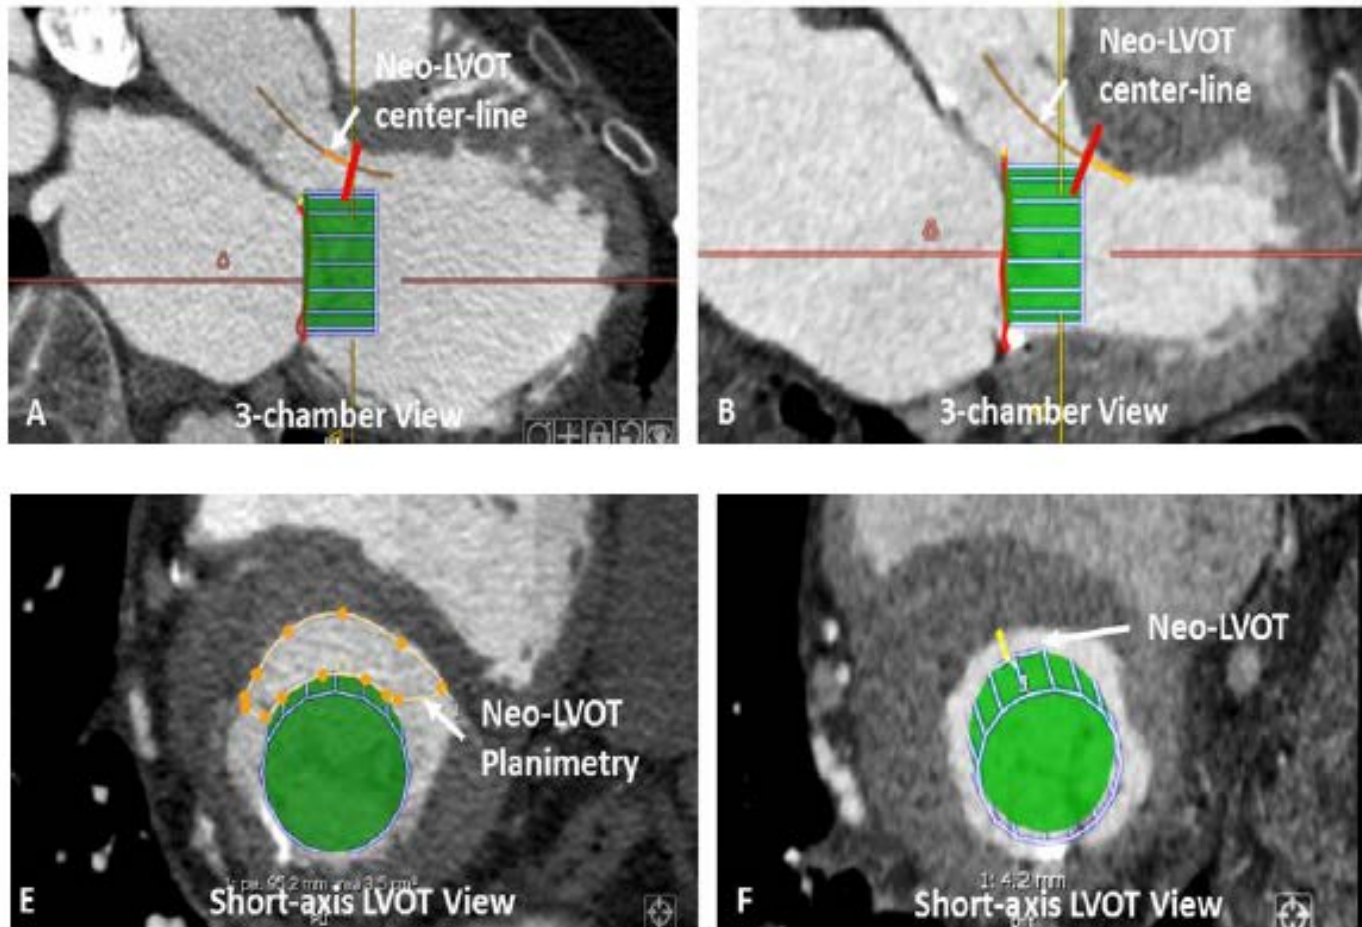 Neo-LVOT
center-line
A
3-chamber View
Neo-LVOT
center-line
B
3-chamber View
Neo-LVOT
Planimetry
E
Short-axis LVOT View
Neo-LVOT
1: 4.2 mm
F
Short-axis LVOT View